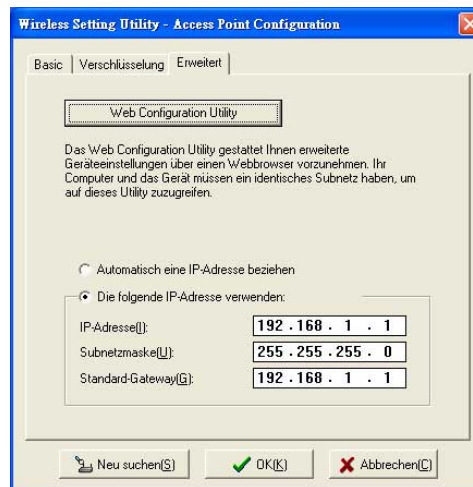 Wireless Setting Utility - Access Point Configuration
Basic Verschlüsselung Erweitert
Web Configuration Utility
Das Web Configuration Utility gestattet Ihnen erweiterte
Geräteeinstellungen über einen Webbrowser vorzunehmen. Ihr
Computer und das Gerät müssen ein identisches Subnetz haben, um
auf dieses Utility zuzugreifen.
Automatisch eine IP-Adresse beziehen
Die folgende IP-Adresse verwenden:
IP-Adresse(I): 192 . 168 . 1 . 1
Subnetzmaske(U): 255 . 255 . 255 . 0
Standard-Gateway(G): 192 . 168 . 1 . 1
Neu suchen(S) OK(K) Abbrechen(C)